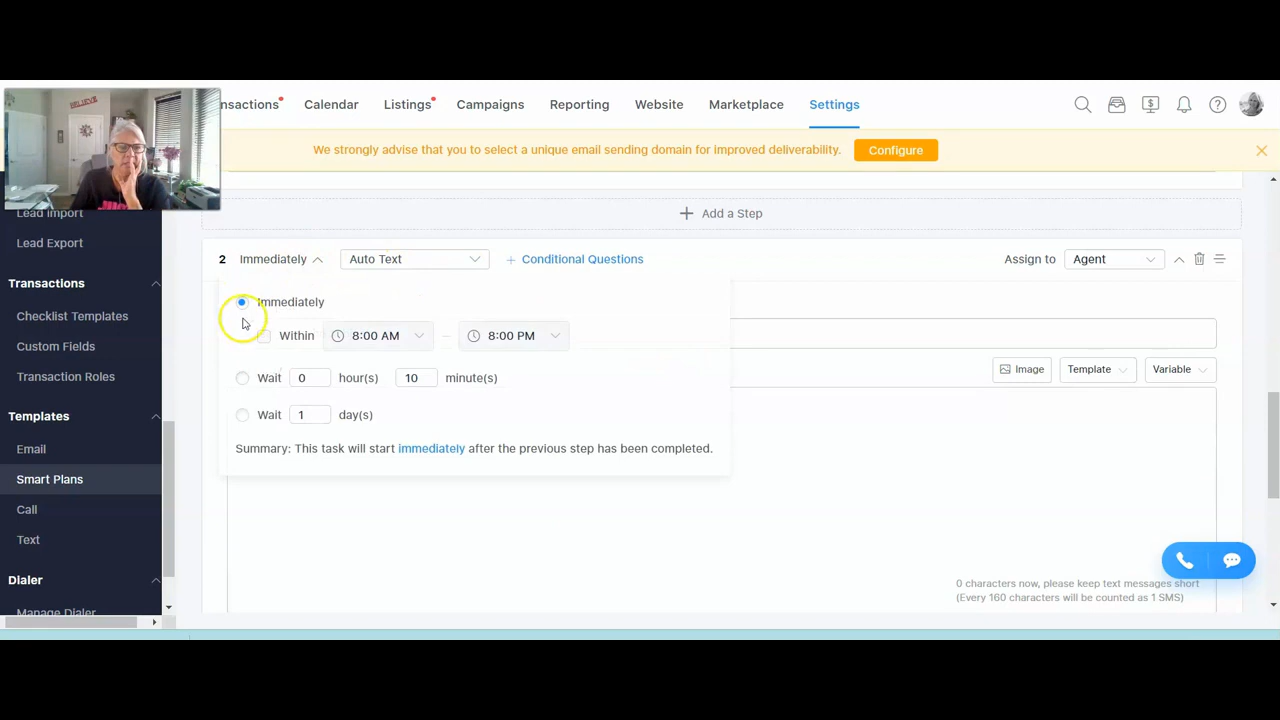 BELIEVE
nsactions Calendar Listings Campaigns Reporting Website Marketplace Settings
We strongly advise that you to select a unique email sending domain for improved deliverability. Configure
Lead Import
Lead Export
Transactions
Checklist Templates
Custom Fields
Transaction Roles
Templates
Email
Smart Plans
Call
Text
Dialer
Manage Dialer
+ Add a Step
2 Immediately Auto Text + Conditional Questions Assign to Agent
Immediately
Within 8:00 AM – 8:00 PM
Wait 0 hour(s) 10 minute(s)
Wait 1 day(s)
Summary: This task will start immediately after the previous step has been completed.
Image Template Variable
0 characters now, please keep text messages short
(Every 160 characters will be counted as 1 SMS)